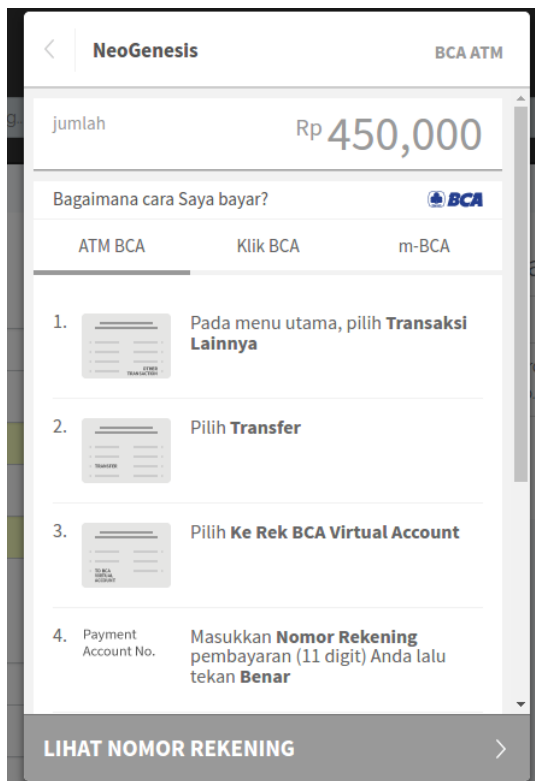 NeoGenesis
BCA ATM
jumlah
Rp 450,000
Bagaimana cara Saya bayar?
BCA
ATM BCA
Klik BCA
m-BCA
1.
OTHER
TRANSACTION
Pada menu utama, pilih Transaksi
Lainnya
2.
TRANSFER
Pilih Transfer
3.
TO BCA
VIRTUAL
ACCOUNT
Pilih Ke Rek BCA Virtual Account
4.
Payment
Account No.
Masukkan Nomor Rekening
pembayaran (11 digit) Anda lalu
tekan Benar
LIHAT NOMOR REKENING